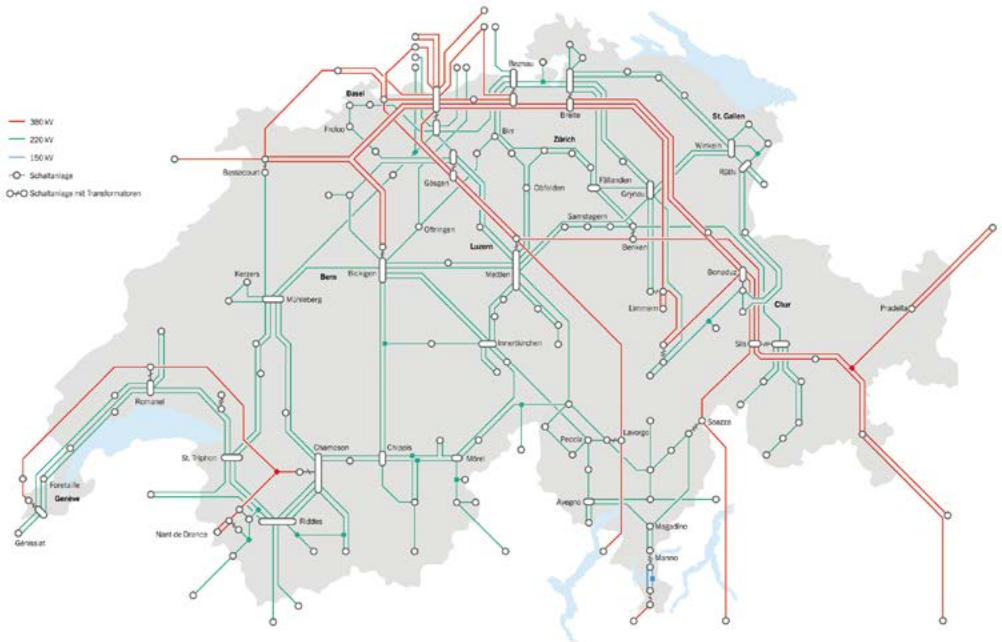 380 kV
220 kV
150 kV
Schaltanlage
Schaltanlage mit Transformatoren
Beznau
Basel
Breite
St. Gallen
Froloo
Birr
Zürich
Winkeln
Bassecourt
Rüthi
Gösgen
Fällanden
Obfelden
Grynau
Samstagern
Oftringen
Luzern
Benken
Kerzers
Bern
Bickigen
Mettlen
Bonaduz
Mühleberg
Chur
Limmern
Pradella
Innertkirchen
Sils
Romanel
Soazza
Lavorgo
Peccia
Chamoson
Chippis
Mörel
St. Triphon
Foretaille
Genève
Avegno
Riddes
Magadino
Génissiat
Nant de Drance
Manno